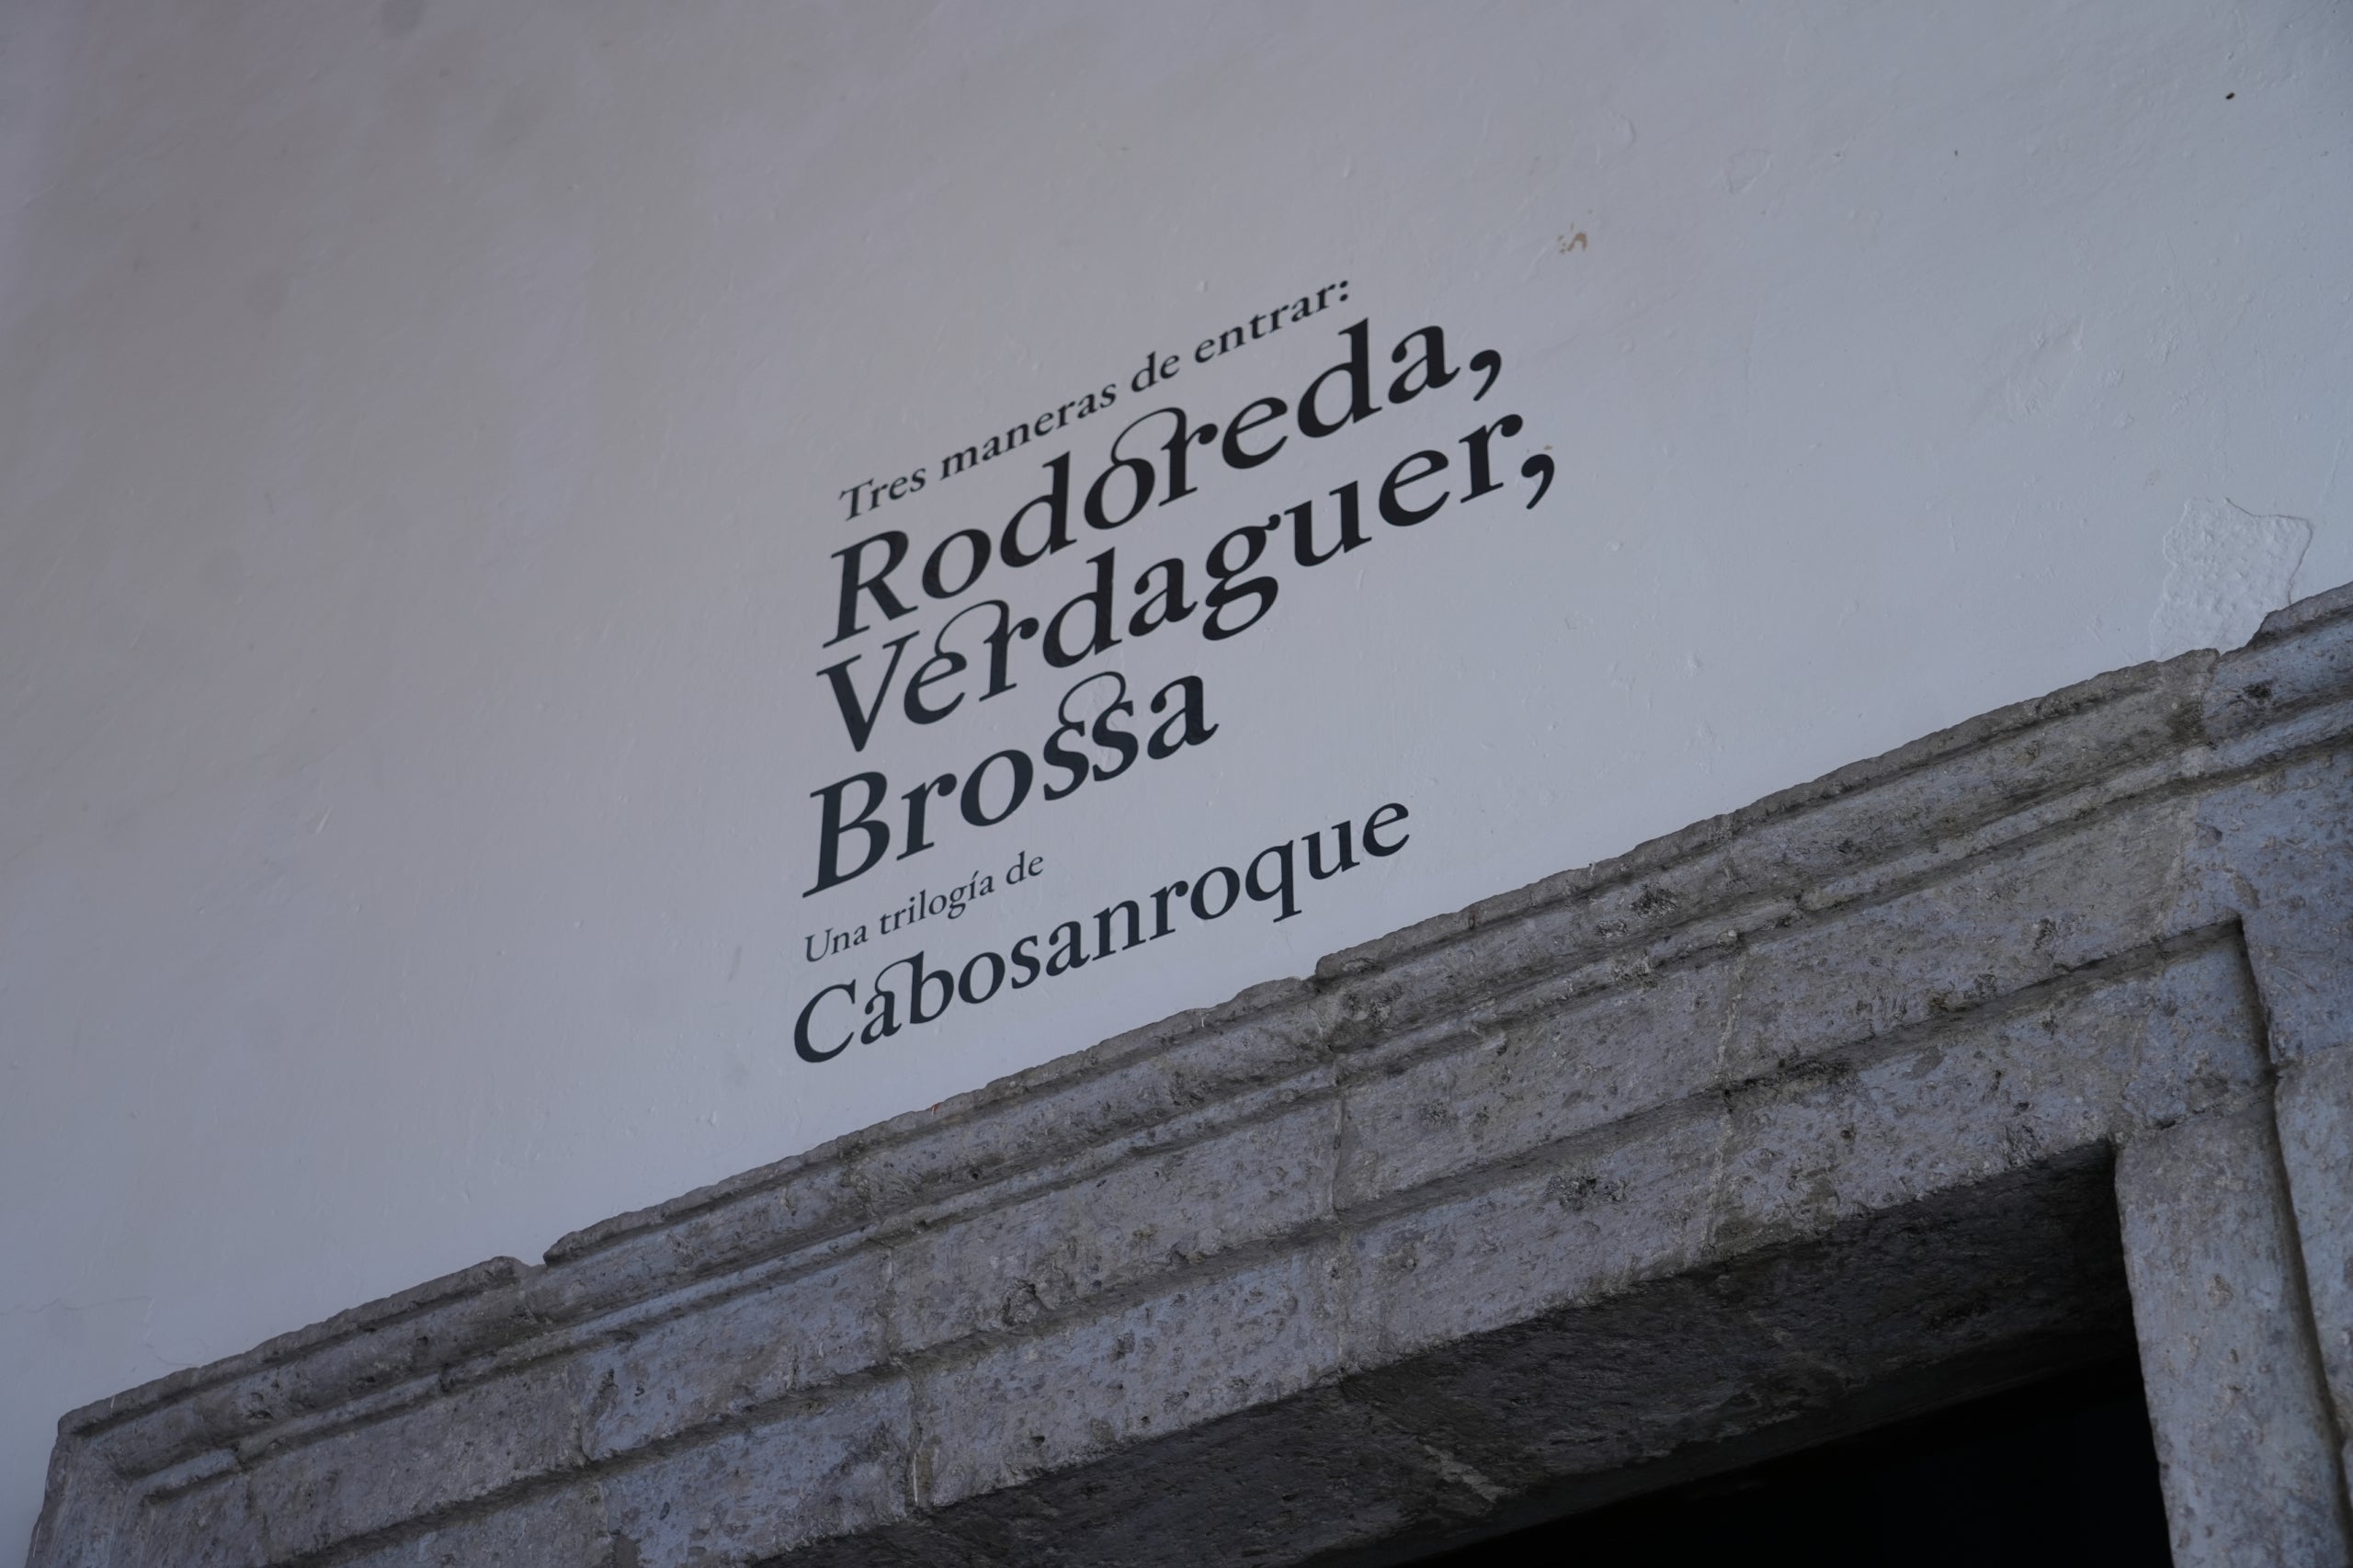 Tres maneras de entrar:
Rodoreda,
Verdaguer,
Brossa
Una trilogía de
Cabosanroque